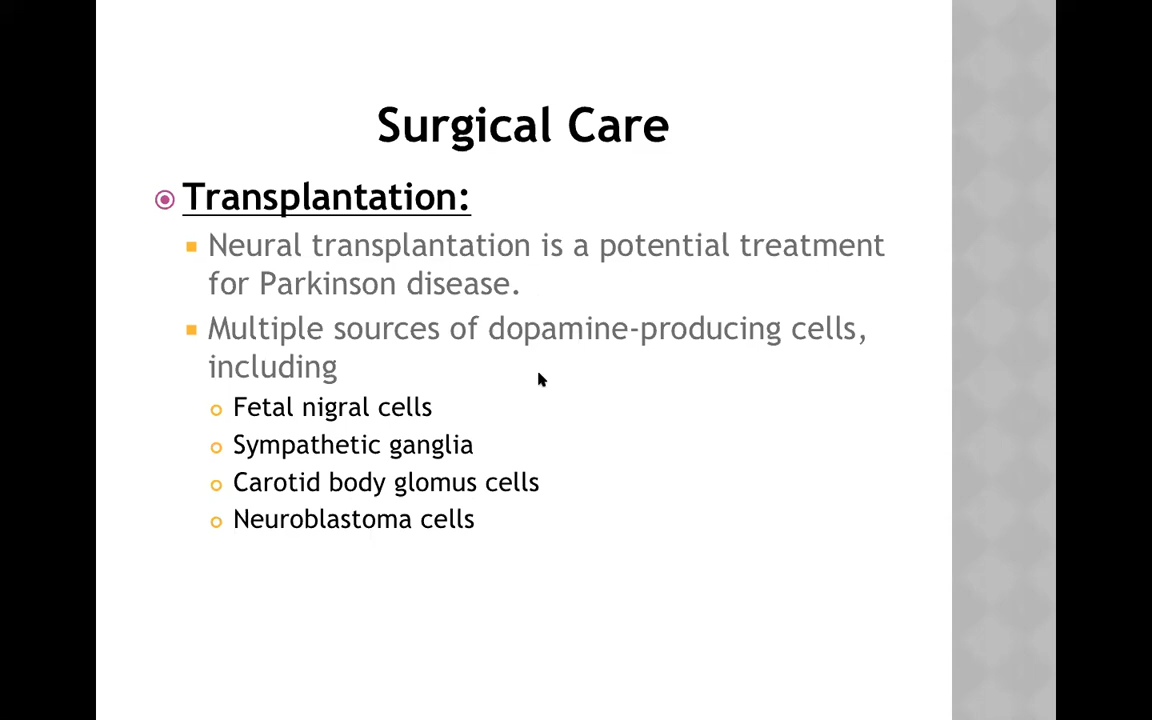 Surgical Care
Transplantation:
Neural transplantation is a potential treatment
for Parkinson disease.
Multiple sources of dopamine-producing cells,
including
Fetal nigral cells
Sympathetic ganglia
Carotid body glomus cells
Neuroblastoma cells